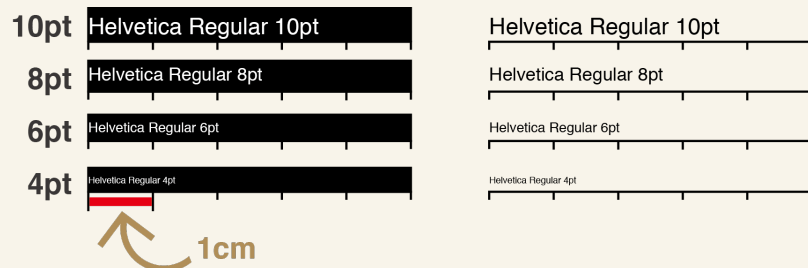 10pt Helvetica Regular 10pt Helvetica Regular 10pt
8pt Helvetica Regular 8pt Helvetica Regular 8pt
6pt Helvetica Regular 6pt Helvetica Regular 6pt
4pt Helvetica Regular 4pt Helvetica Regular 4pt
1cm